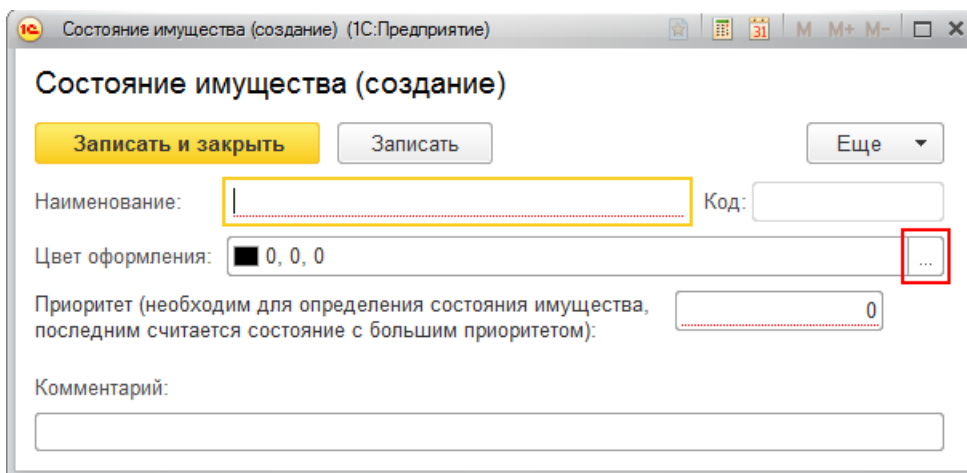 1С Состояние имущества (создание) (1С:Предприятие) 31 M M+ M-
Состояние имущества (создание)
Записать и закрыть Записать Еще
Наименование: Код:
Цвет оформления: 0, 0, 0 ...
Приоритет (необходим для определения состояния имущества, 0
последним считается состояние с большим приоритетом):
Комментарий: